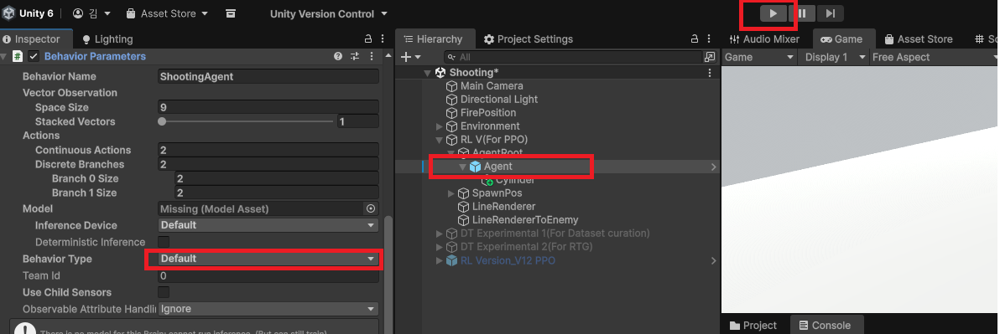 Unity 6 김 Asset Store Unity Version Control
Inspector Lighting
Behavior Parameters
Behavior Name ShootingAgent
Vector Observation
Space Size 9
Stacked Vectors 1
Actions
Continuous Actions 2
Discrete Branches 2
Branch 0 Size 2
Branch 1 Size 2
Model Missing (Model Asset)
Inference Device Default
Deterministic Inference
Behavior Type Default
Team Id 0
Use Child Sensors
Observable Attribute Handlin Ignore
There is no model for this Brain; cannot run inference. (But can still train)
Hierarchy Project Settings
All
Shooting*
Main Camera
Directional Light
FirePosition
Environment
RL V(For PPO)
AgentRoot
Agent
Cylinder
SpawnPos
LineRenderer
LineRendererToEnemy
DT Experimental 1(For Dataset curation)
DT Experimental 2(For RTG)
RL Version_V12 PPO
Audio Mixer Game Asset Store Sc
Game Display 1 Free Aspect
Project Console